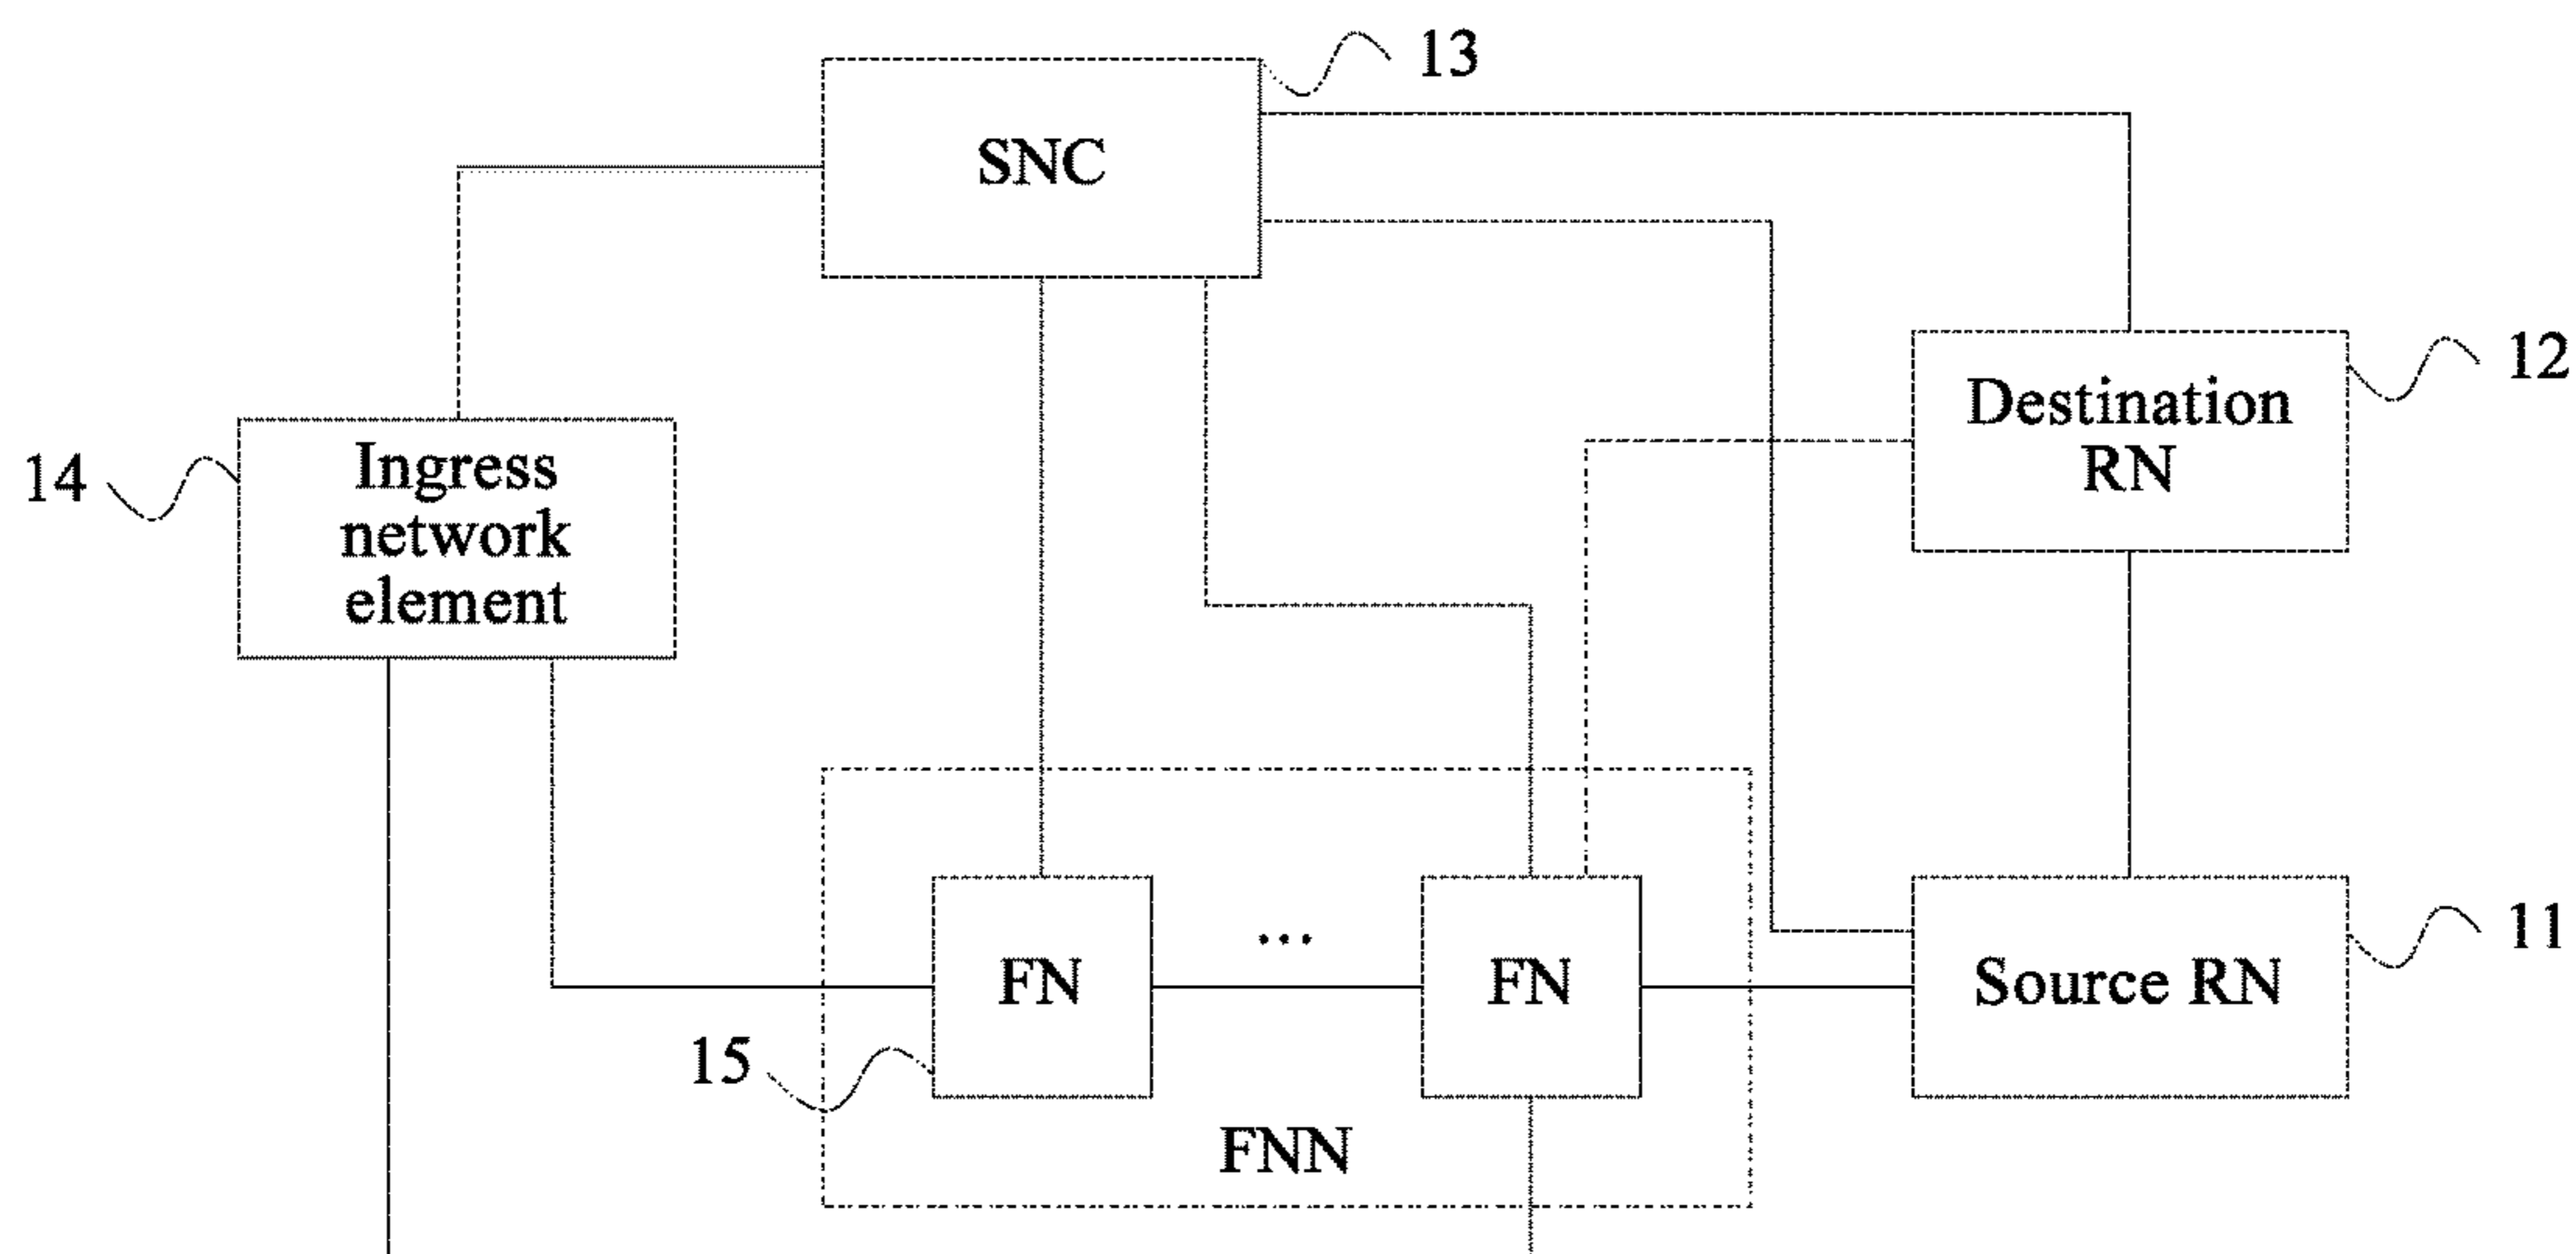 13
SNC
12
Destination
RN
14
Ingress
network
element
...
FN
FN
11
Source RN
15
FNN